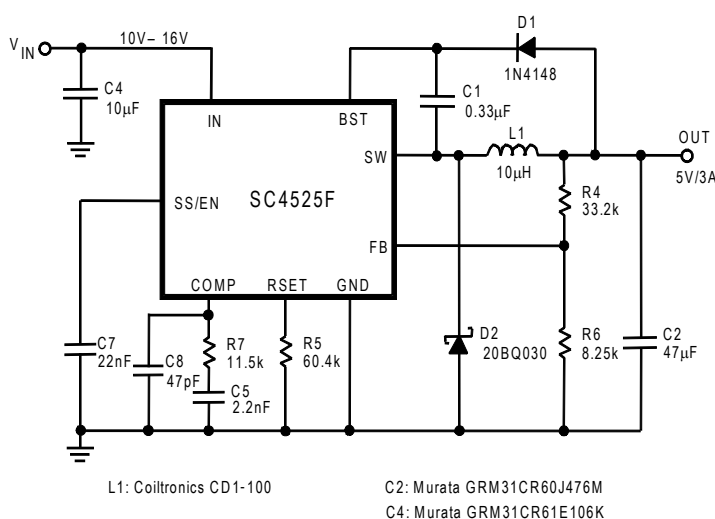 V IN
10V– 16V
D1
1N4148
C4
10µF
C1
0.33µF
IN
BST
L1
10µH
OUT
5V/3A
SW
SS/EN
SC4525F
R4
33.2k
FB
COMP
RSET
GND
C7
22nF
C8
47pF
R7
11.5k
C5
2.2nF
R5
60.4k
D2
20BQ030
R6
8.25k
C2
47µF
L1: Coiltronics CD1-100
C2: Murata GRM31CR60J476M
C4: Murata GRM31CR61E106K